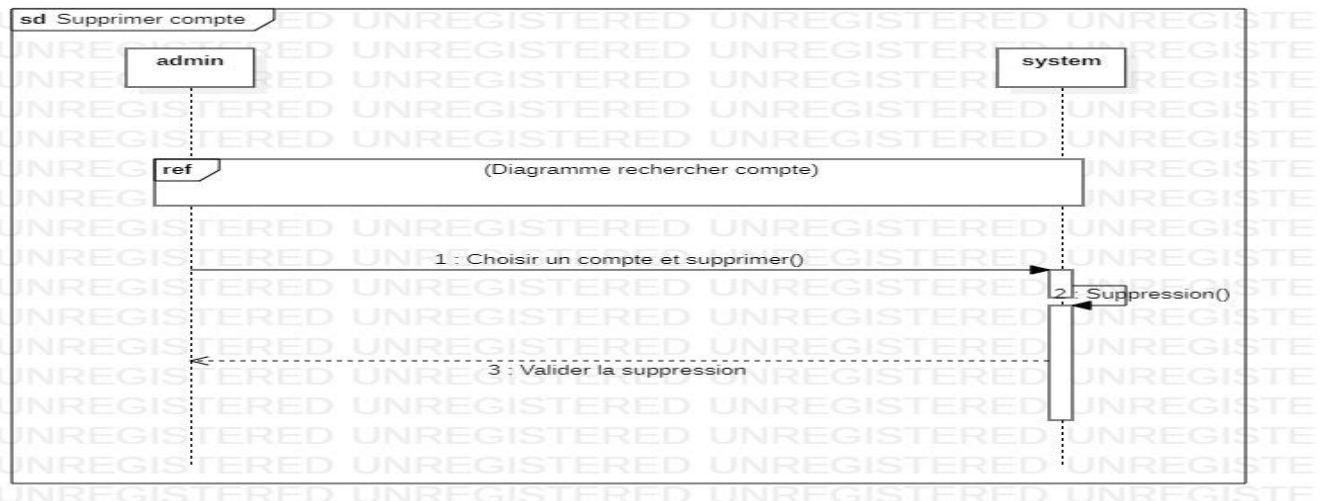 sd Supprimer compte
admin
system
ref
(Diagramme rechercher compte)
1 : Choisir un compte et supprimer()
2 : Suppression()
3 : Valider la suppression
UNREGISTERED